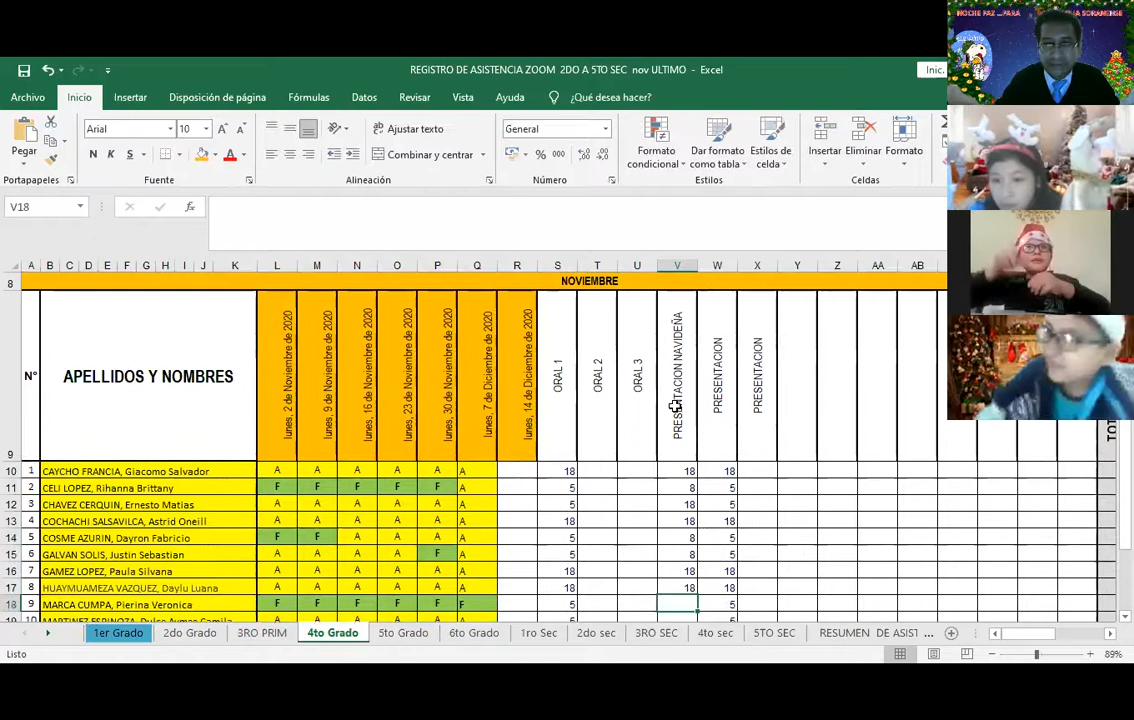 NOCHE PAZ ...PARA
SORAMENSE
REGISTRO DE ASISTENCIA ZOOM 2DO A 5TO SEC nov ULTIMO - Excel
Inic.
Archivo Inicio Insertar Disposición de página Fórmulas Datos Revisar Vista Ayuda ¿Qué desea hacer?
Pegar
Arial 10
N K S
Ajustar texto
Combinar y centrar
General
% 000
Formato condicional
Dar formato como tabla
Estilos de celda
Insertar Eliminar Formato
Portapapeles Fuente Alineación Número Estilos Celdas
V18 fx
A B C D E F G H I J K L M N O P Q R S T U V W X Y Z AA AB
8 NOVIEMBRE
9 N° APELLIDOS Y NOMBRES
lunes, 2 de Noviembre de 2020
lunes, 9 de Noviembre de 2020
lunes, 16 de Noviembre de 2020
lunes, 23 de Noviembre de 2020
lunes, 30 de Noviembre de 2020
lunes, 7 de Diciembre de 2020
lunes, 14 de Diciembre de 2020
ORAL 1
ORAL 2
ORAL 3
PRESENTACION NAVIDEÑA
PRESENTACION
PRESENTACION
10 1 CAYCHO FRANCIA, Giacomo Salvador A A A A A A 18 18 18
11 2 CELI LOPEZ, Rihanna Brittany F F F F F A 5 8 5
12 3 CHAVEZ CERQUIN, Ernesto Matias A A A A A A 5 18 5
13 4 COCHACHI SALSAVILCA, Astrid Oneill A A A A A A 18 18 18
14 5 COSME AZURIN, Dayron Fabricio F F A A A A 5 8 5
15 6 GALVAN SOLIS, Justin Sebastian A A A A F A 5 8 5
16 7 GAMEZ LOPEZ, Paula Silvana A A A A A A 18 18 18
17 8 HUAYMUAMEZA VAZQUEZ, Daylu Luana A A A A A A 18 18 18
18 9 MARCA CUMPA, Pierina Veronica F F F F F F 5 5
10 MARTINEZ ESPINOZA, Dulce Aymee Camila
1er Grado 2do Grado 3RO PRIM 4to Grado 5to Grado 6to Grado 1ro Sec 2do sec 3RO SEC 4to sec 5TO SEC RESUMEN DE ASIST ...
Listo 89%